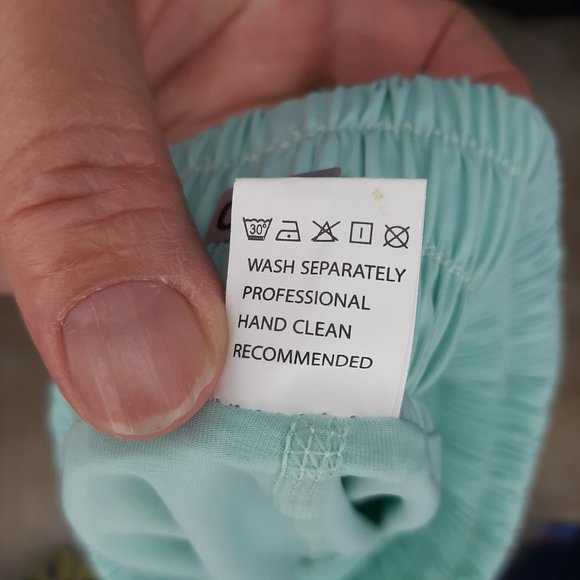 30°
WASH SEPARATELY
PROFESSIONAL
HAND CLEAN
RECOMMENDED